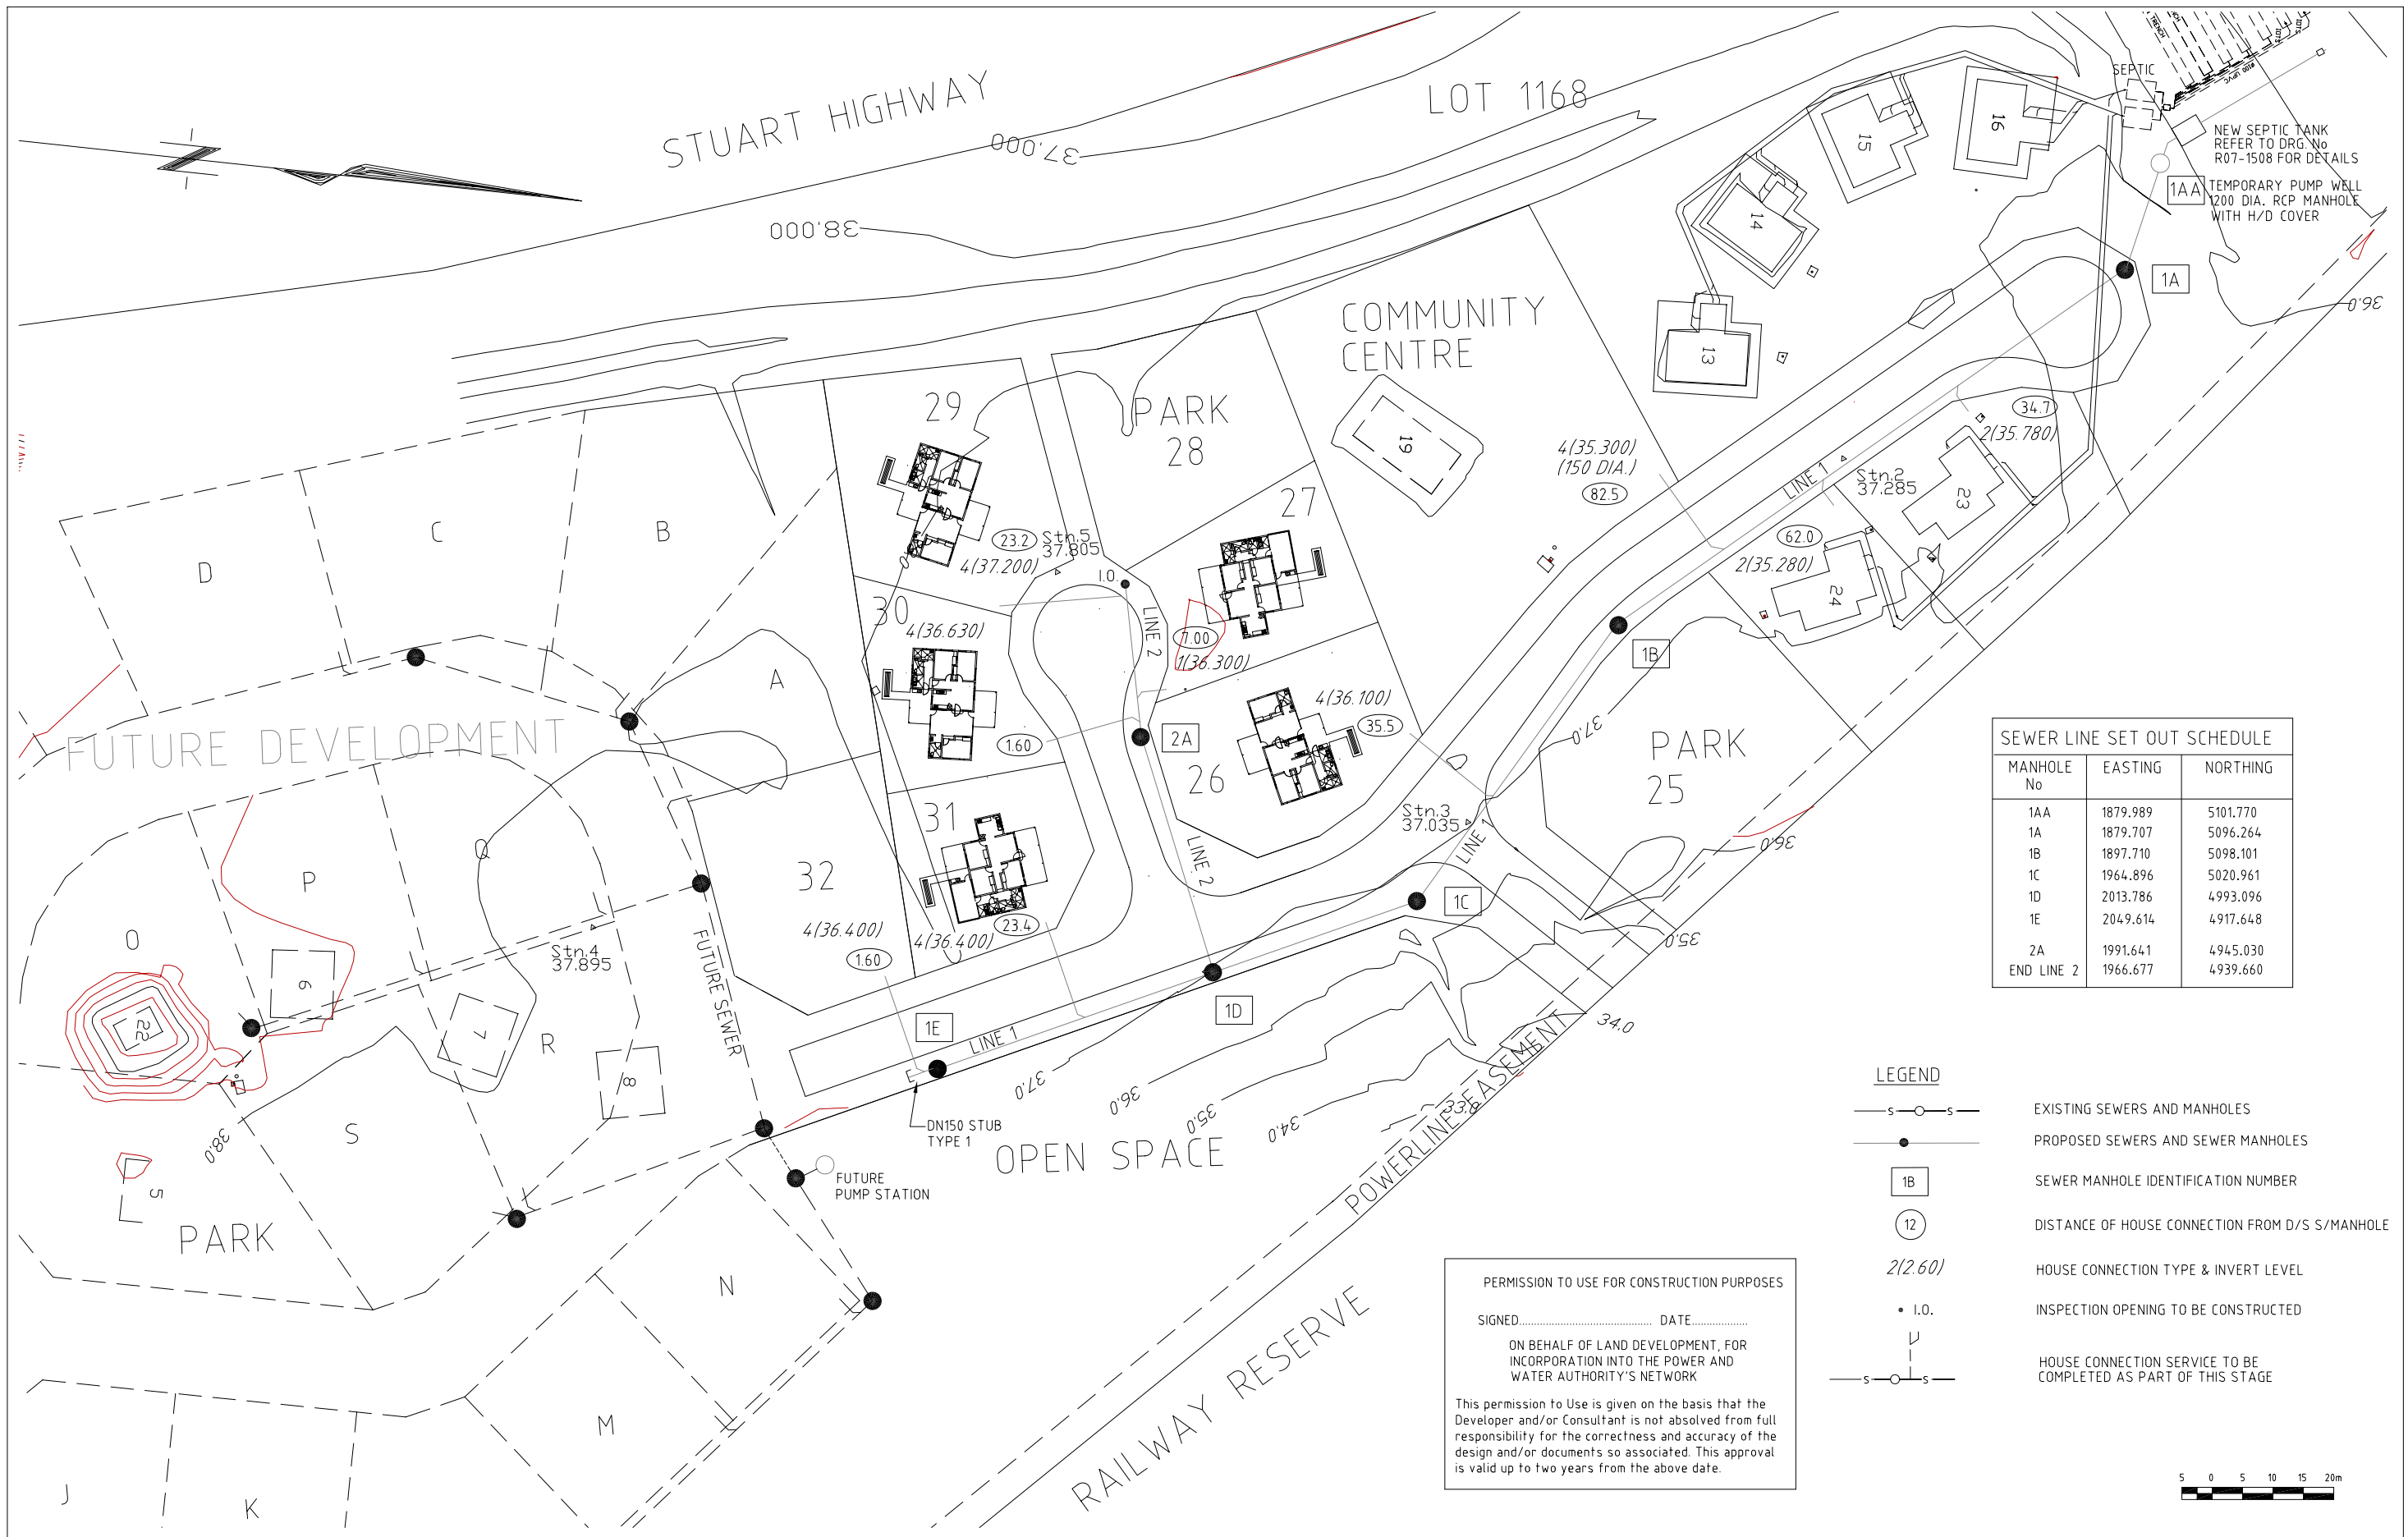 STUART HIGHWAY
LOT 1168
37.000
38.000
SEPTIC
NEW SEPTIC TANK
REFER TO DRG. No
R07-1508 FOR DETAILS
1AA
TEMPORARY PUMP WELL
1200 DIA. RCP MANHOLE
WITH H/D COVER
1A
36.0
16
15
14
13
COMMUNITY
CENTRE
19
4(35.300)
(150 DIA.)
82.5
34.7
2(35.780)
LINE 1
Stn.2
37.285
23
62.0
2(35.280)
24
1B
29
PARK
28
27
23.2
Stn.5
37.805
4(37.200)
I.O.
30
4(36.630)
LINE 2
7.00
1(36.300)
1.60
2A
26
4(36.100)
35.5
37.0
PARK
25
Stn.3
37.035
LINE 1
36.0
35.0
34.0
31
32
4(36.400)
1.60
4(36.400)
23.4
LINE 2
1C
1D
1E
LINE 1
E
DN150 STUB
TYPE 1
37.0
36.0
35.0
34.0
33.0
OPEN SPACE
POWERLINE EASEMENT
RAILWAY RESERVE
D
C
B
A
FUTURE DEVELOPMENT
Q
P
O
R
S
6
7
8
22
5
Stn.4
37.895
FUTURE SEWER
38.0
PARK
FUTURE
PUMP STATION
N
M
J
K
SEWER LINE SET OUT SCHEDULE
MANHOLE No EASTING NORTHING
1AA 1879.989 5101.770
1A 1879.707 5096.264
1B 1897.710 5098.101
1C 1964.896 5020.961
1D 2013.786 4993.096
1E 2049.614 4917.648
2A 1991.641 4945.030
END LINE 2 1966.677 4939.660
LEGEND
S S EXISTING SEWERS AND MANHOLES
PROPOSED SEWERS AND SEWER MANHOLES
1B SEWER MANHOLE IDENTIFICATION NUMBER
12 DISTANCE OF HOUSE CONNECTION FROM D/S S/MANHOLE
2(2.60) HOUSE CONNECTION TYPE & INVERT LEVEL
I.O. INSPECTION OPENING TO BE CONSTRUCTED
HOUSE CONNECTION SERVICE TO BE
S S COMPLETED AS PART OF THIS STAGE
PERMISSION TO USE FOR CONSTRUCTION PURPOSES
SIGNED............................................ DATE...................
ON BEHALF OF LAND DEVELOPMENT, FOR
INCORPORATION INTO THE POWER AND
WATER AUTHORITY'S NETWORK
This permission to Use is given on the basis that the
Developer and/or Consultant is not absolved from full
responsibility for the correctness and accuracy of the
design and/or documents so associated. This approval
is valid up to two years from the above date.
5 0 5 10 15 20m